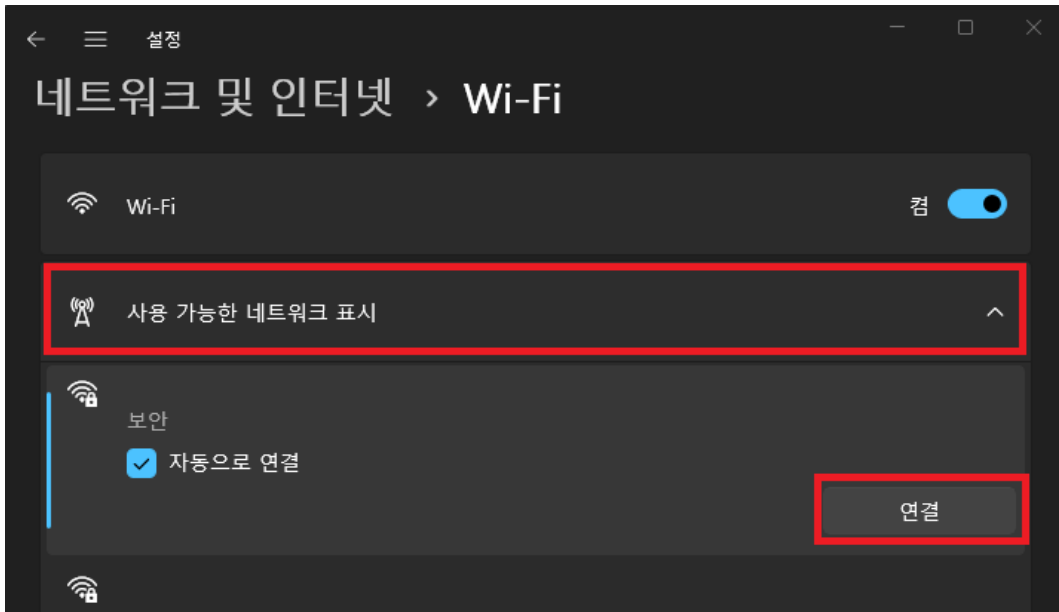 설정
네트워크 및 인터넷 › Wi-Fi
Wi-Fi
켬
사용 가능한 네트워크 표시
보안
자동으로 연결
연결